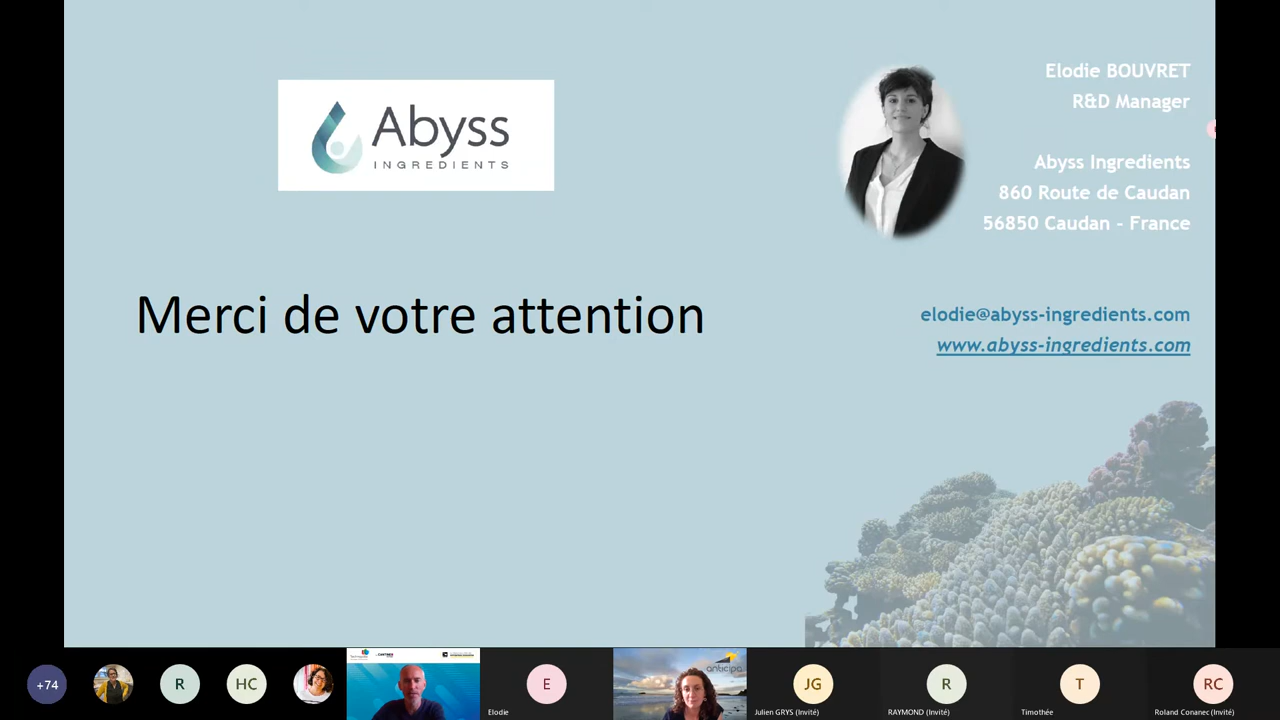 Abyss
INGREDIENTS
Elodie BOUVRET
R&D Manager
Abyss Ingredients
860 Route de Caudan
56850 Caudan - France
Merci de votre attention
elodie@abyss-ingredients.com
www.abyss-ingredients.com
+74
R
HC
E
Elodie
anticipa
JG
Julien GRYS (Invité)
R
RAYMOND (Invité)
T
Timothée
RC
Roland Conanec (Invité)